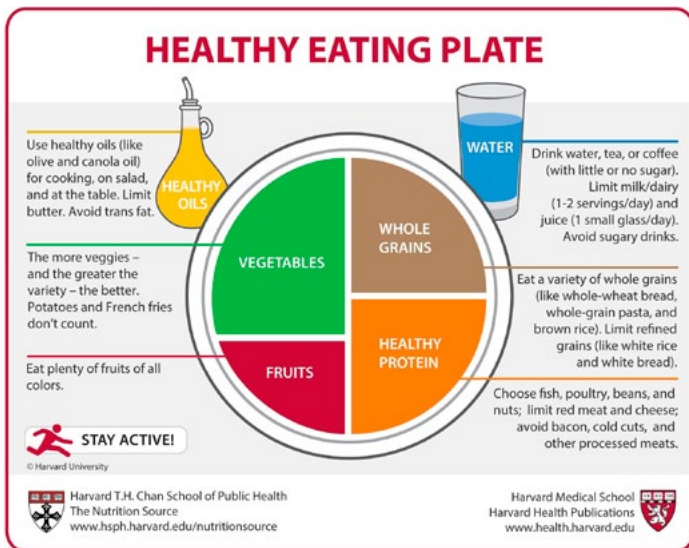 HEALTHY EATING PLATE
Use healthy oils (like
olive and canola oil)
for cooking, on salad,
and at the table. Limit
butter. Avoid trans fat.
HEALTHY
OILS
The more veggies –
and the greater the
variety – the better.
Potatoes and French fries
don't count.
Eat plenty of fruits of all
colors.
STAY ACTIVE!
© Harvard University
VEGETABLES
FRUITS
WHOLE
GRAINS
HEALTHY
PROTEIN
WATER
Drink water, tea, or coffee
(with little or no sugar).
Limit milk/dairy
(1-2 servings/day) and
juice (1 small glass/day).
Avoid sugary drinks.
Eat a variety of whole grains
(like whole-wheat bread,
whole-grain pasta, and
brown rice). Limit refined
grains (like white rice
and white bread).
Choose fish, poultry, beans, and
nuts; limit red meat and cheese;
avoid bacon, cold cuts, and
other processed meats.
Harvard T.H. Chan School of Public Health
The Nutrition Source
www.hsph.harvard.edu/nutritionsource
Harvard Medical School
Harvard Health Publications
www.health.harvard.edu